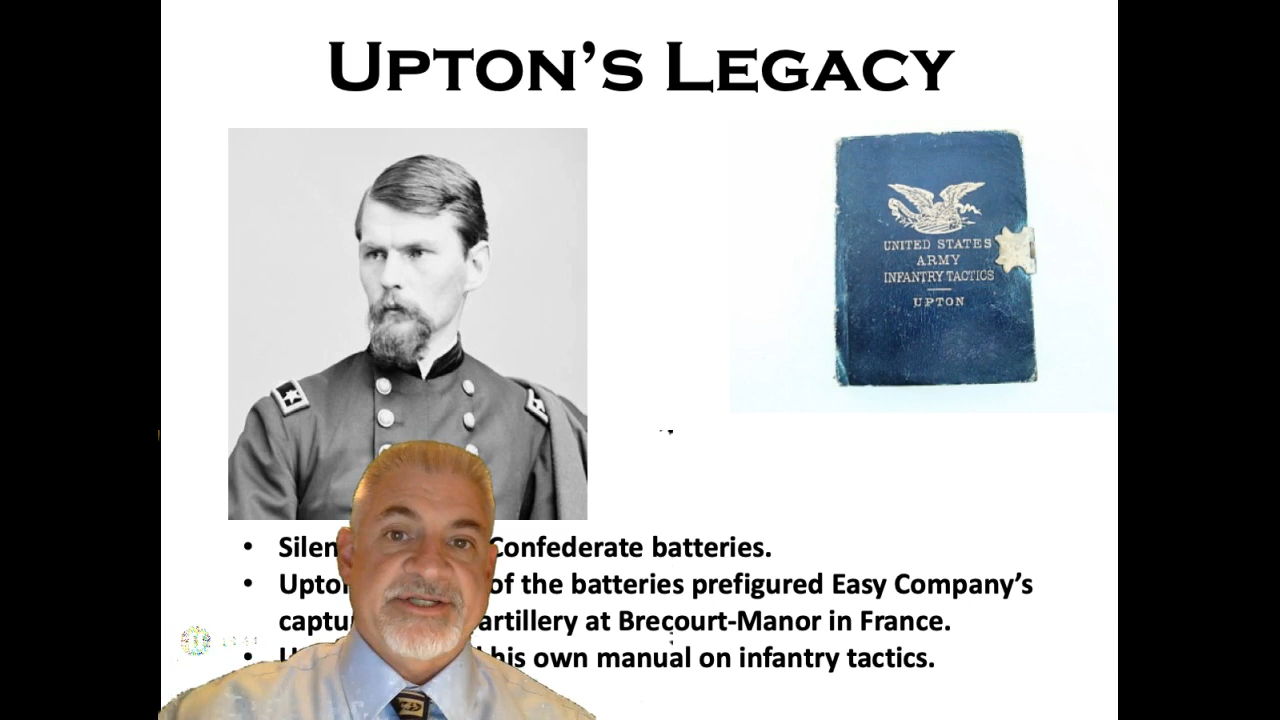 UPTON'S LEGACY
UNITED STATES
ARMY
INFANTRY TACTICS
UPTON
• Confederate batteries.
• of the batteries prefigured Easy Company's
artillery at Brecourt-Manor in France.
• his own manual on infantry tactics.